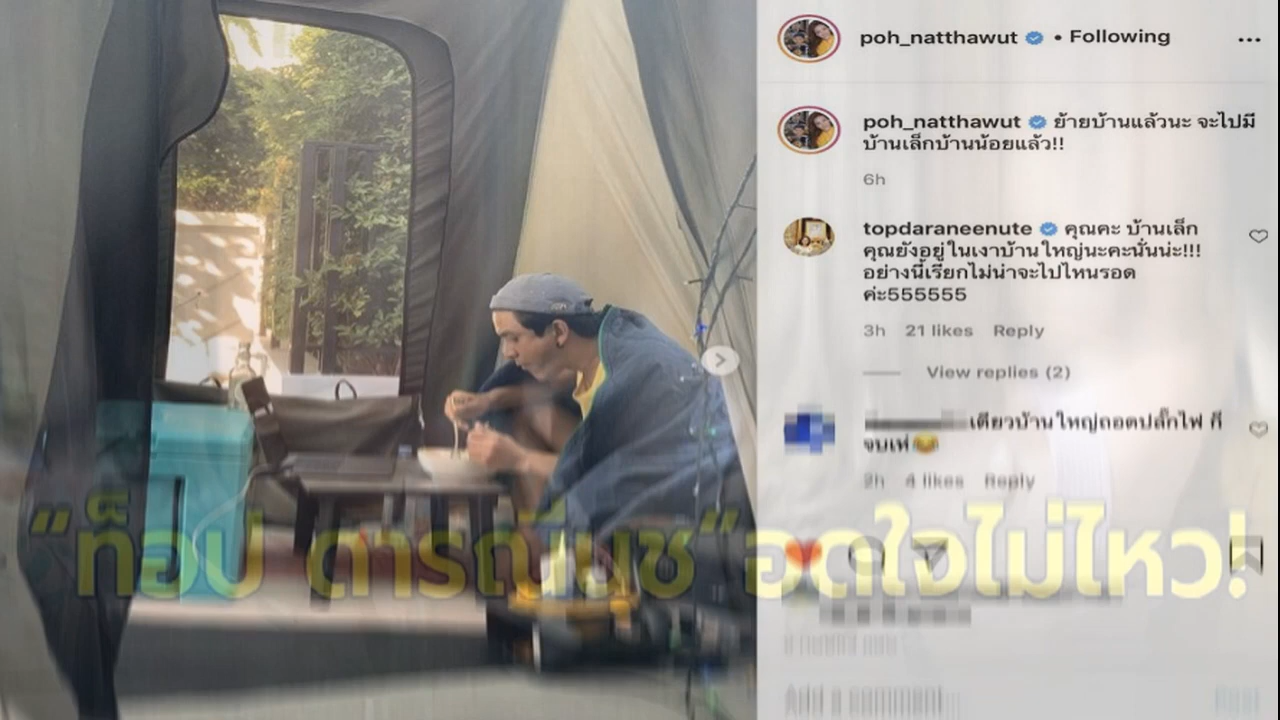 poh_natthawut • Following
poh_natthawut ย้ายบ้านแล้วนะ จะไปมี
บ้านเล็กบ้านน้อยแล้ว!!
6h
topdaraneenute คุณคะ บ้านเล็ก
คุณยังอยู่ในเงาบ้านใหญ่นะคะนั่นน่ะ!!!
อย่างนี้เรียกไม่น่าจะไปไหนรอด
ค่ะ555555
3h 21 likes Reply
View replies (2)
เดี๋ยวบ้านใหญ่ถอดปลั๊กไฟ ก็
จบเห่😂
2h 4 likes Reply
“ท็อป ดารณีนุช“อดใจไม่ไหว!
Add a comment
Post